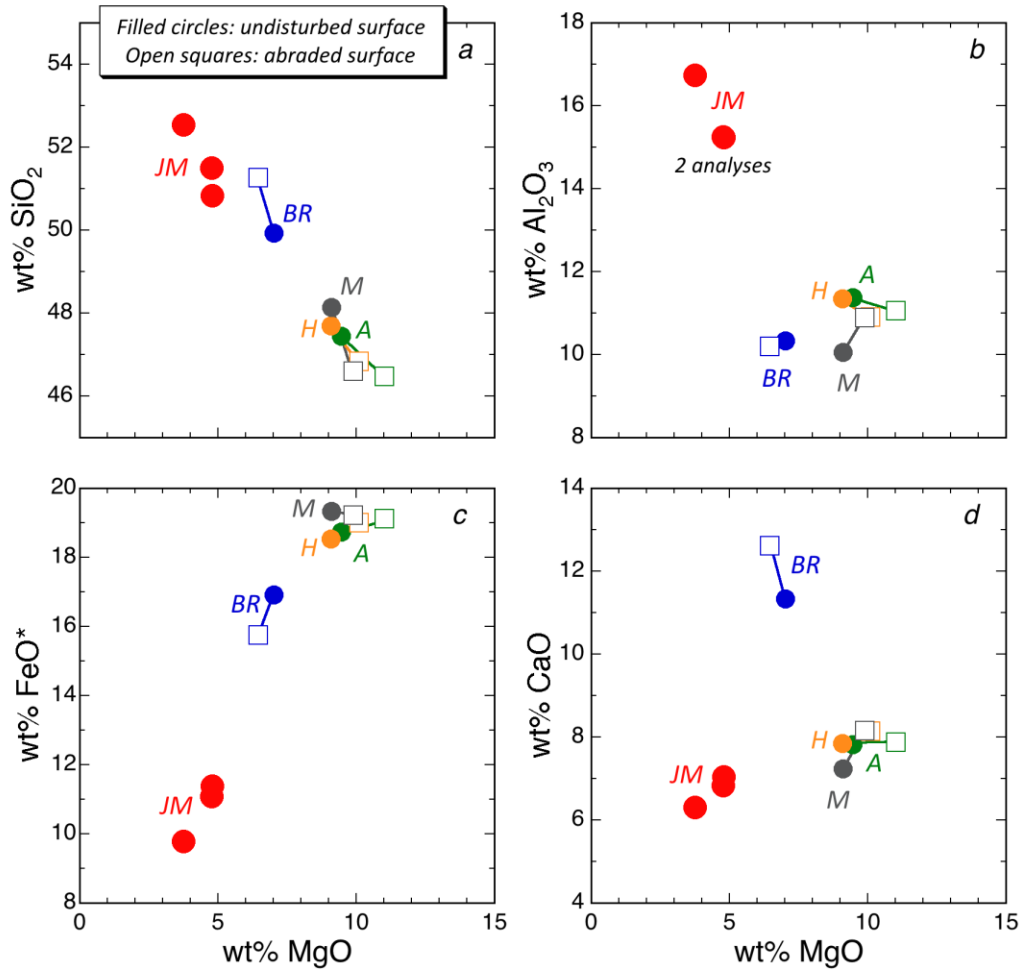 Filled circles: undisturbed surface
Open squares: abraded surface
a
54
52
50
48
46
wt% SiO2
JM
BR
M
H
A
b
18
16
14
12
10
8
wt% Al2O3
JM
2 analyses
H
A
BR
M
c
20
18
16
14
12
10
8
wt% FeO*
M
H
A
BR
JM
0
5
10
15
wt% MgO
d
14
12
10
8
6
4
wt% CaO
BR
H
A
JM
M
0
5
10
15
wt% MgO